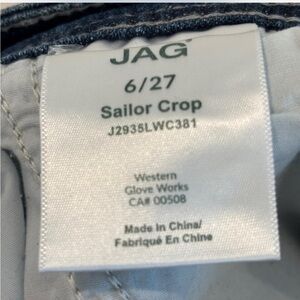 JAG
6/27
Sailor Crop
J2935LWC381
Western
Glove Works
CA# 00508
Made In China/
Fabriqué En Chine